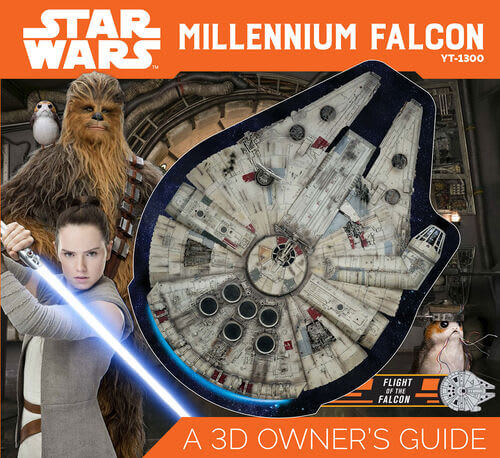 STAR
WARS
MILLENNIUM FALCON
YT-1300
FLIGHT
OF THE
FALCON
A 3D OWNER'S GUIDE